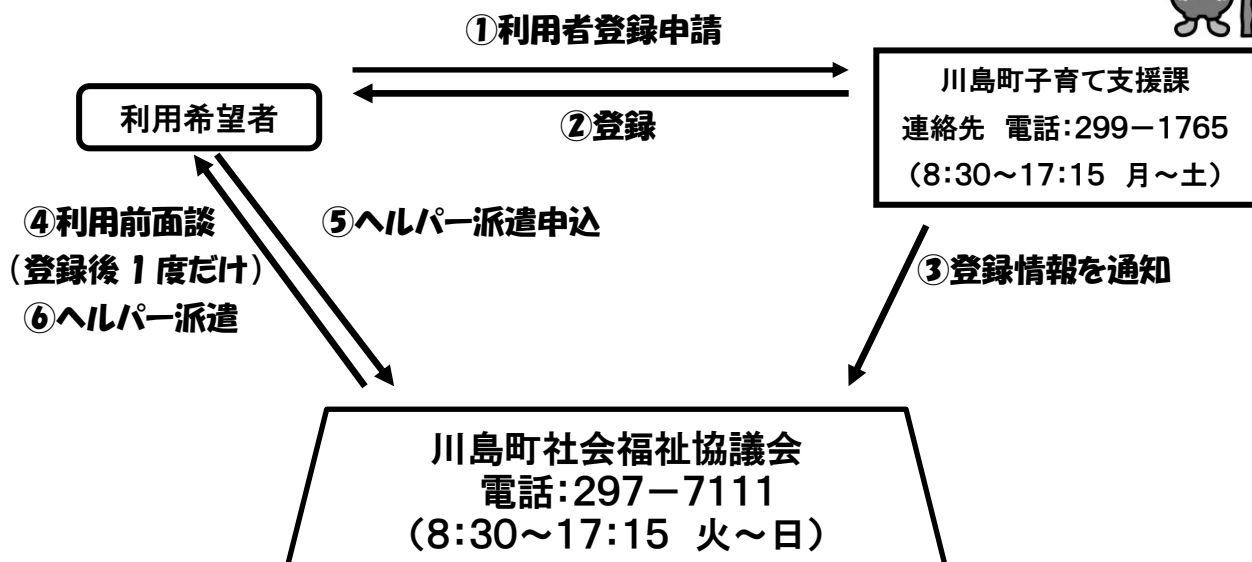 ①利用者登録申請
川島町子育て支援課
連絡先 電話：299－1765
（8：30～17：15 月～土）
利用希望者
②登録
④利用前面談
（登録後１度だけ）
⑥ヘルパー派遣
⑤ヘルパー派遣申込
③登録情報を通知
川島町社会福祉協議会
電話：297－7111
（8：30～17：15 火～日）